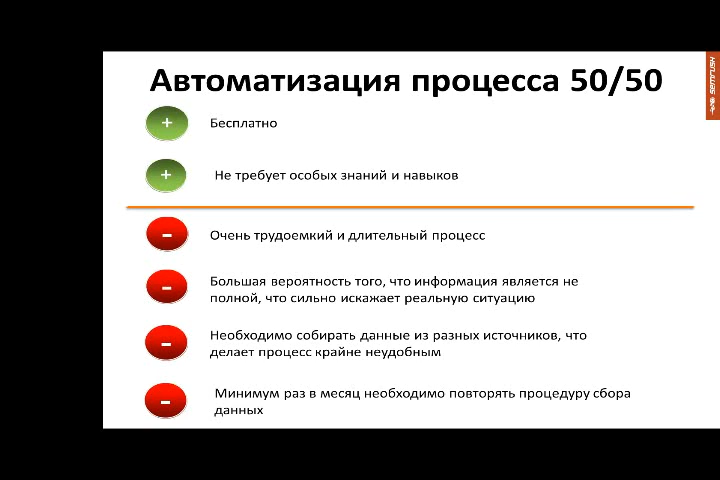 Автоматизация процесса 50/50
semrush
+ Бесплатно
+ Не требует особых знаний и навыков
- Очень трудоемкий и длительный процесс
- Большая вероятность того, что информация является не
полной, что сильно искажает реальную ситуацию
- Необходимо собирать данные из разных источников, что
делает процесс крайне неудобным
- Минимум раз в месяц необходимо повторять процедуру сбора
данных